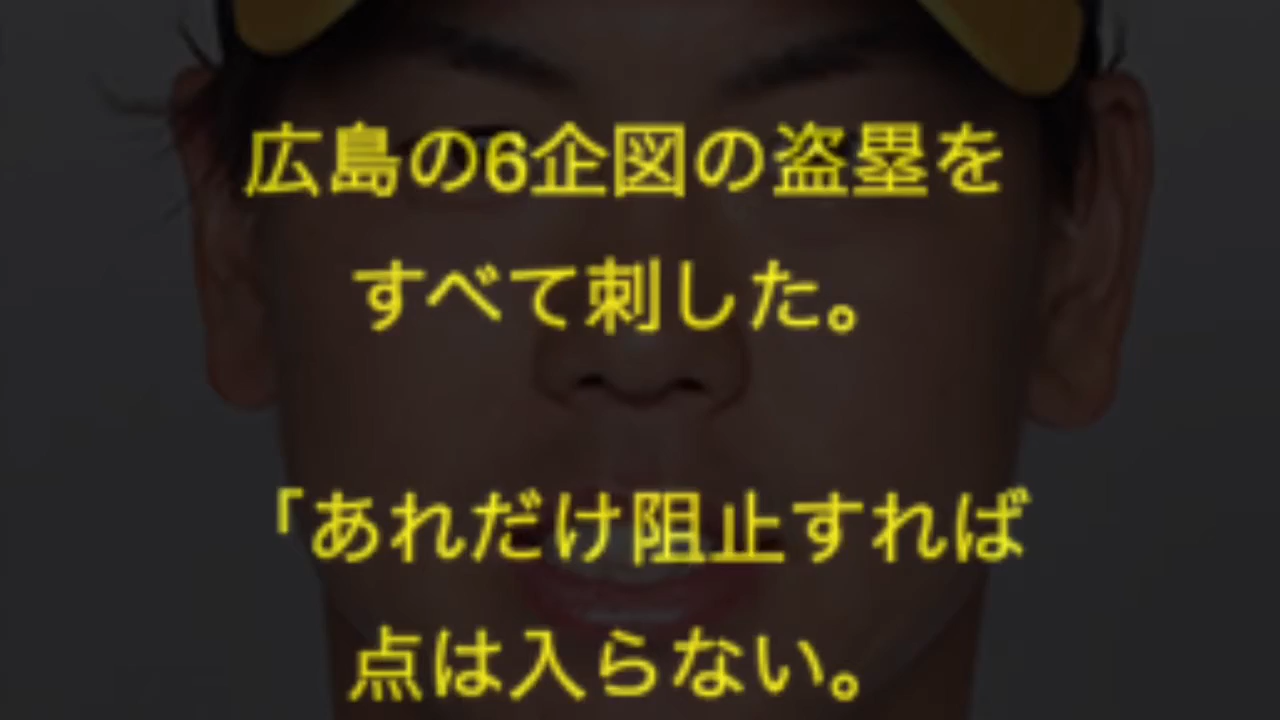 広島の6企図の盗塁を
すべて刺した。
「あれだけ阻止すれば
点は入らない。